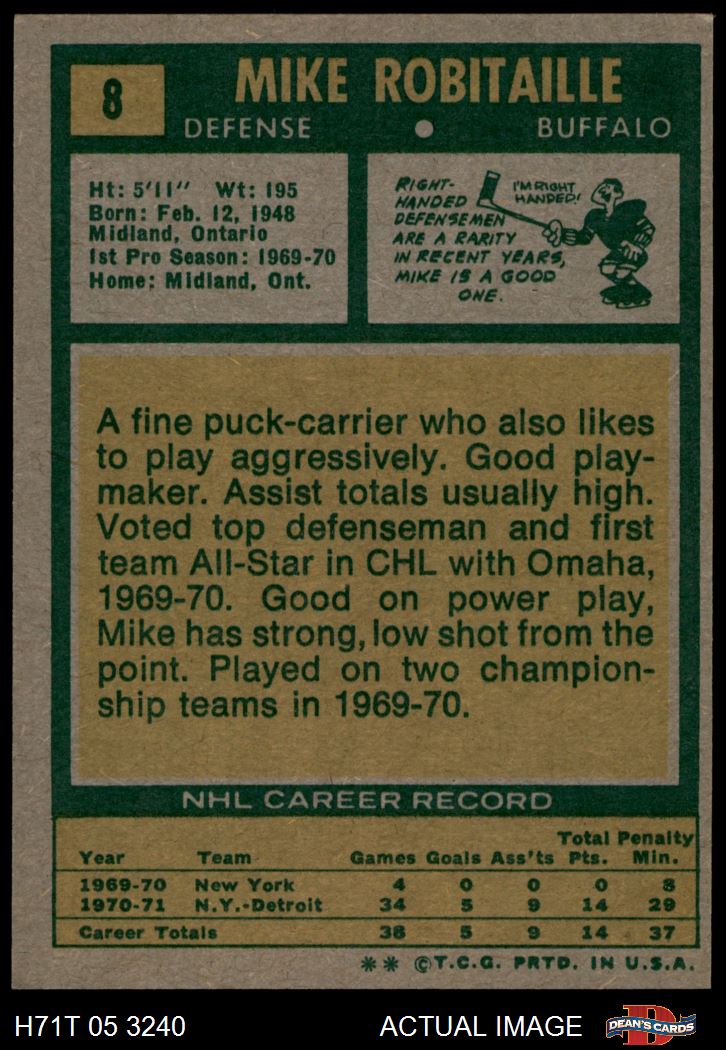 8
MIKE ROBITAILLE
DEFENSE • BUFFALO
Ht: 5'11" Wt: 195
Born: Feb. 12, 1948
Midland, Ontario
1st Pro Season: 1969-70
Home: Midland, Ont.
RIGHT-
HANDED
DEFENSEMEN
ARE A RARITY
IN RECENT YEARS,
MIKE IS A GOOD
ONE.
I'M RIGHT
HANDED!
A fine puck-carrier who also likes
to play aggressively. Good play-
maker. Assist totals usually high.
Voted top defenseman and first
team All-Star in CHL with Omaha,
1969-70. Good on power play,
Mike has strong, low shot from the
point. Played on two champion-
ship teams in 1969-70.
NHL CAREER RECORD
Year Team Games Goals Ass'ts Total Pts. Penalty Min.
1969-70 New York 4 0 0 0 8
1970-71 N.Y.-Detroit 34 5 9 14 29
Career Totals 38 5 9 14 37
** ©T.C.G. PRTD. IN U.S.A.
H71T 05 3240 ACTUAL IMAGE
D
DEAN'S CARDS